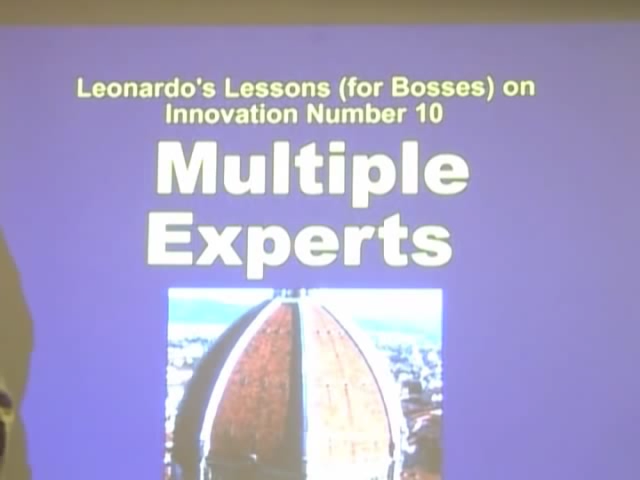 Leonardo's Lessons (for Bosses) on
Innovation Number 10
Multiple
Experts